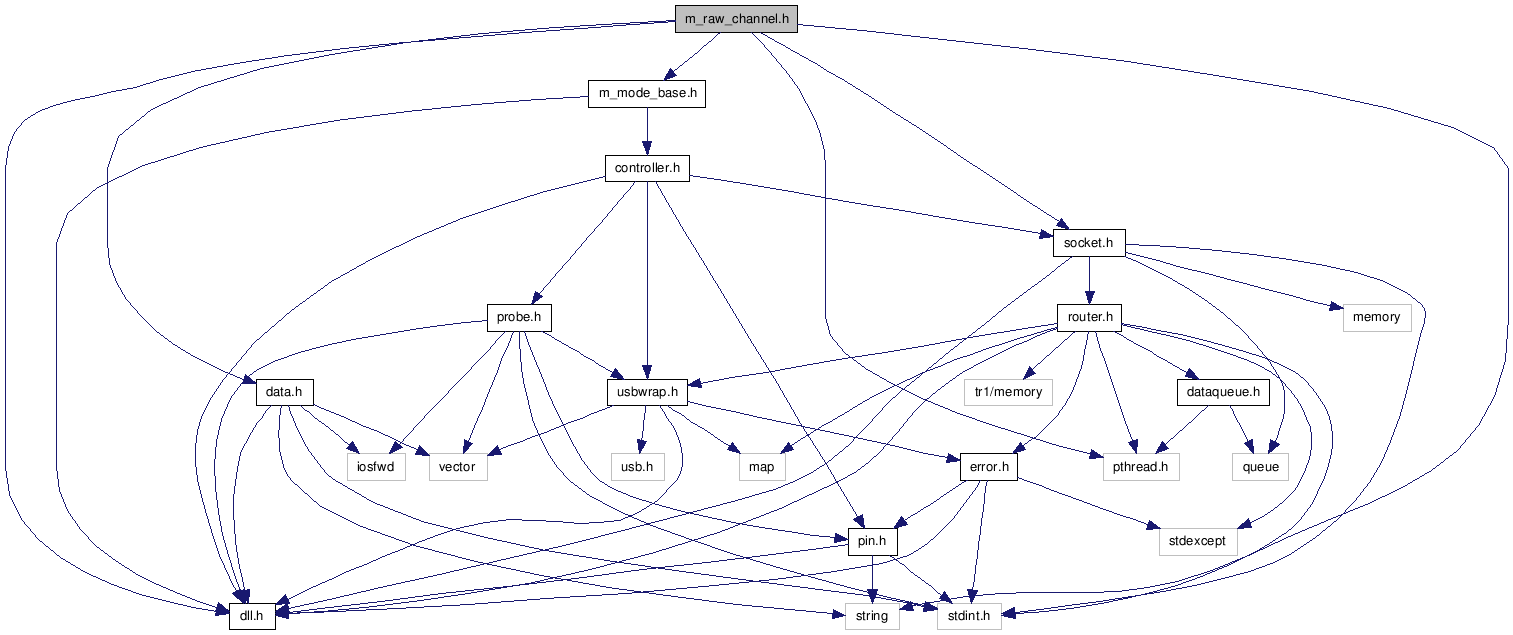 m_raw_channel.h
m_mode_base.h
controller.h
socket.h
probe.h
router.h
memory
data.h
usbwrap.h
tr1/memory
dataqueue.h
iosfwd
vector
usb.h
map
error.h
pthread.h
queue
pin.h
stdexcept
dll.h
string
stdint.h